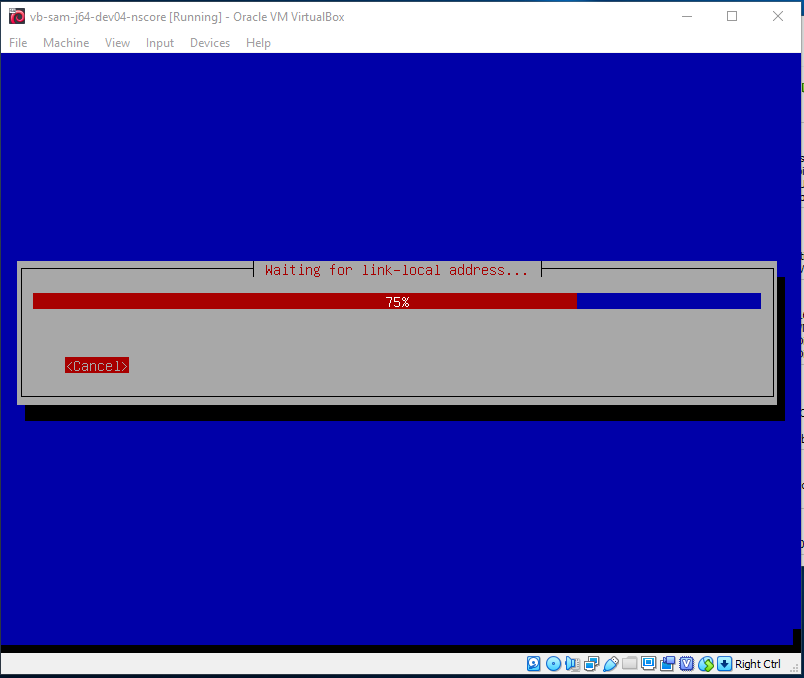 vb-sam-j64-dev04-nscore [Running] - Oracle VM VirtualBox
File Machine View Input Devices Help
Waiting for link-local address...
75%
<Cancel>
Right Ctrl